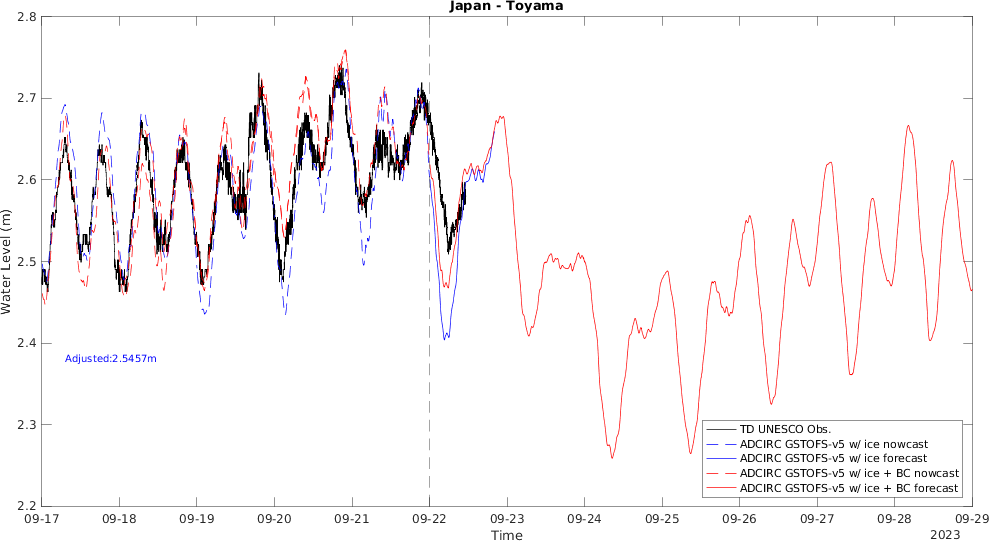 Japan - Toyama
2.8
2.7
2.6
2.5
2.4
2.3
2.2
Water Level (m)
Adjusted:2.5457m
TD UNESCO Obs.
ADCIRC GSTOFS-v5 w/ ice nowcast
ADCIRC GSTOFS-v5 w/ ice forecast
ADCIRC GSTOFS-v5 w/ ice + BC nowcast
ADCIRC GSTOFS-v5 w/ ice + BC forecast
09-17 09-18 09-19 09-20 09-21 09-22 09-23 09-24 09-25 09-26 09-27 09-28 09-29
Time
2023